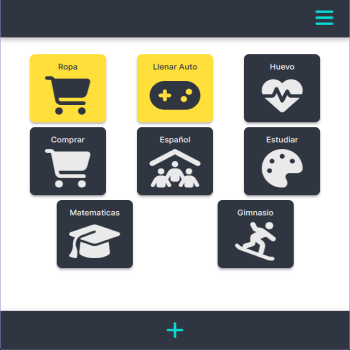 Ropa
Llenar Auto
Huevo
Comprar
Español
Estudiar
Matematicas
Gimnasio